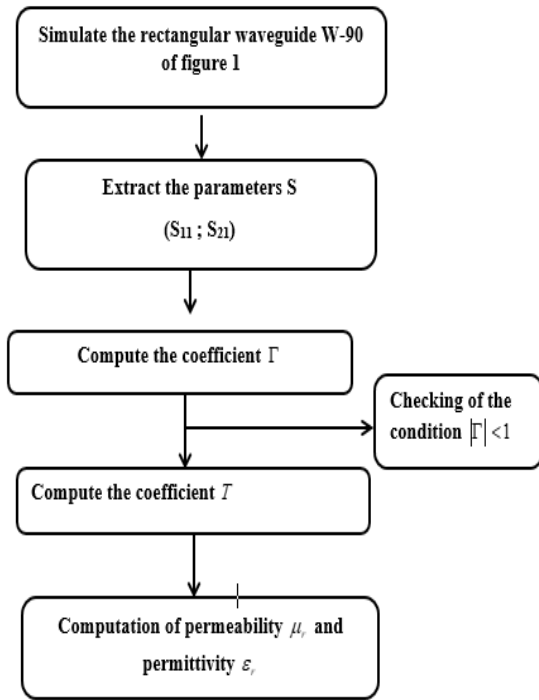 Simulate the rectangular waveguide W-90
of figure 1
Extract the parameters S
(S₁₁ ; S₂₁)
Compute the coefficient Γ
Checking of the
condition |Γ| <1
Compute the coefficient T
Computation of permeability μᵣ and
permittivity εᵣ